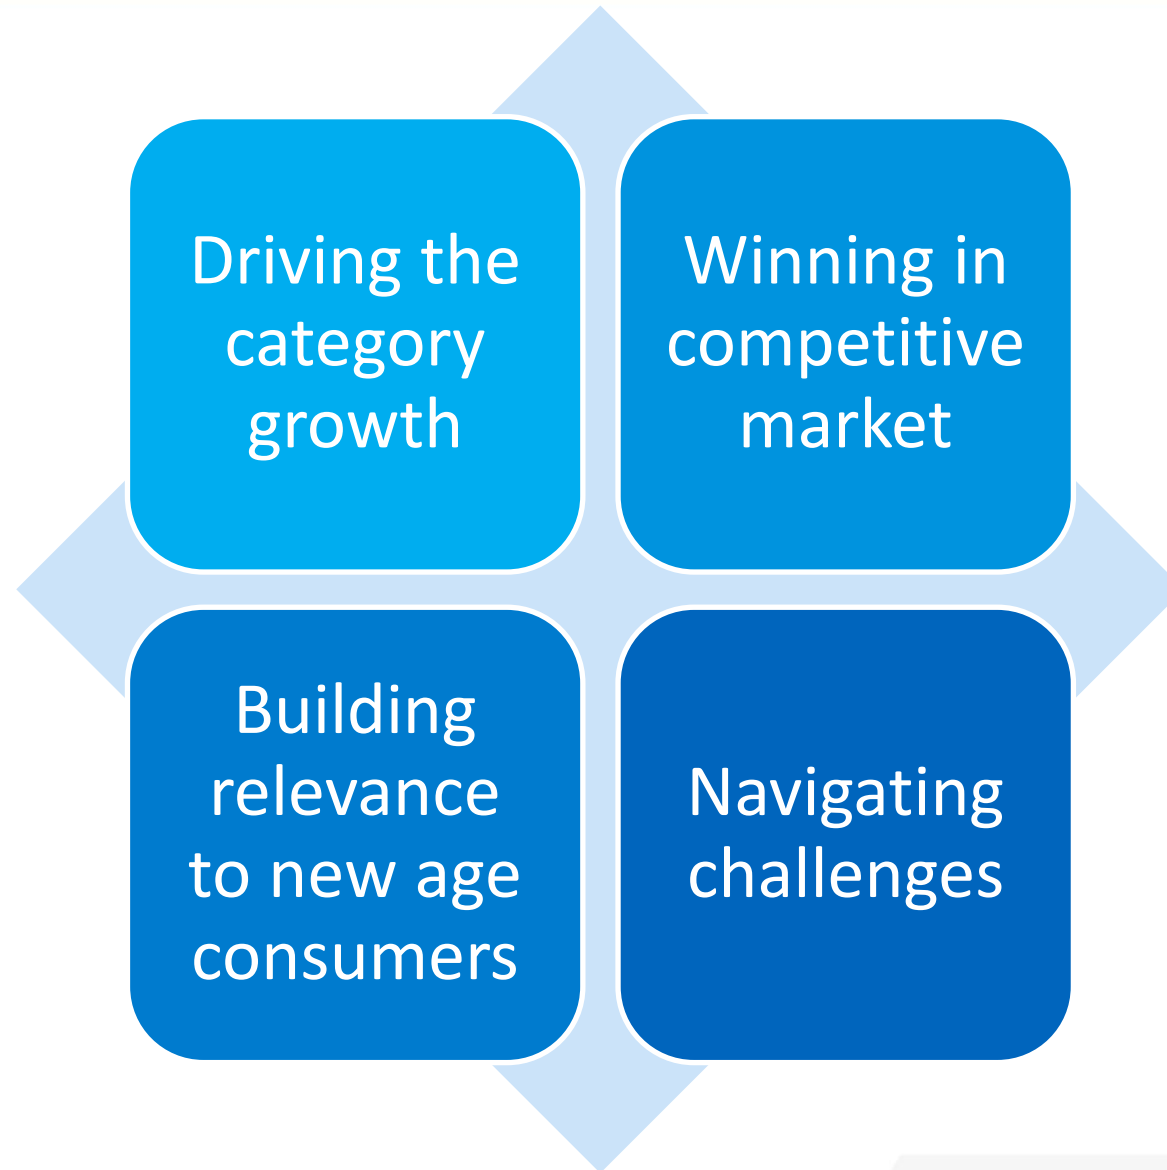 Driving the
category
growth
Winning in
competitive
market
Building
relevance
to new age
consumers
Navigating
challenges